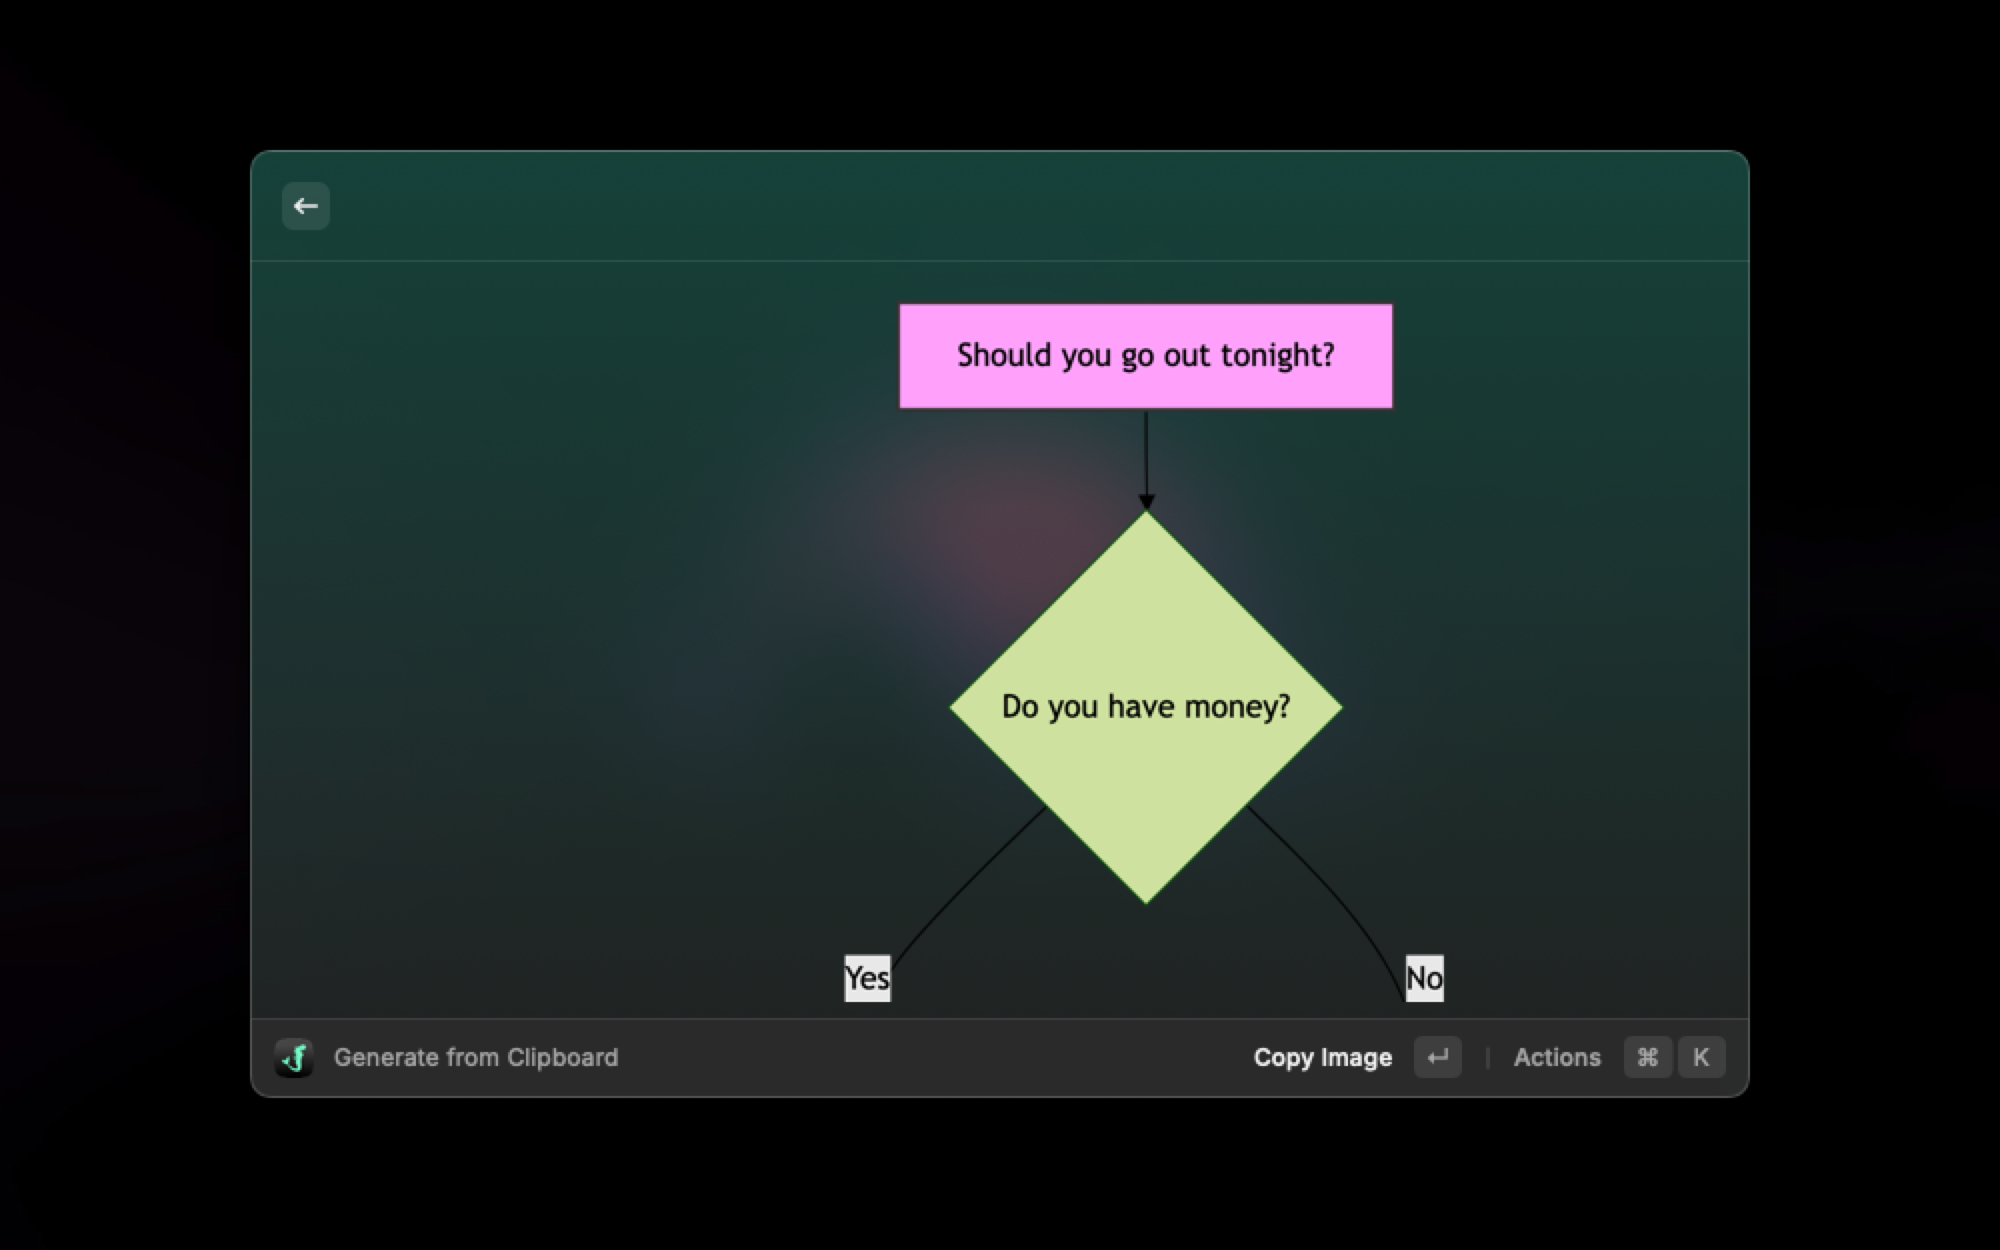 Should you go out tonight?
Do you have money?
Yes
No
Generate from Clipboard
Copy Image
Actions
⌘
K